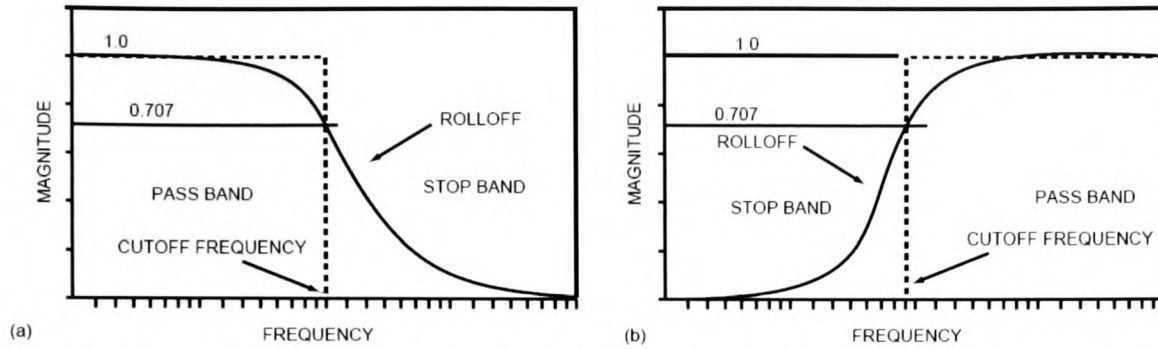 1.0
0.707
ROLLOFF
MAGNITUDE
PASS BAND
STOP BAND
CUTOFF FREQUENCY
(a)
FREQUENCY
1.0
0.707
ROLLOFF
MAGNITUDE
STOP BAND
PASS BAND
CUTOFF FREQUENCY
(b)
FREQUENCY